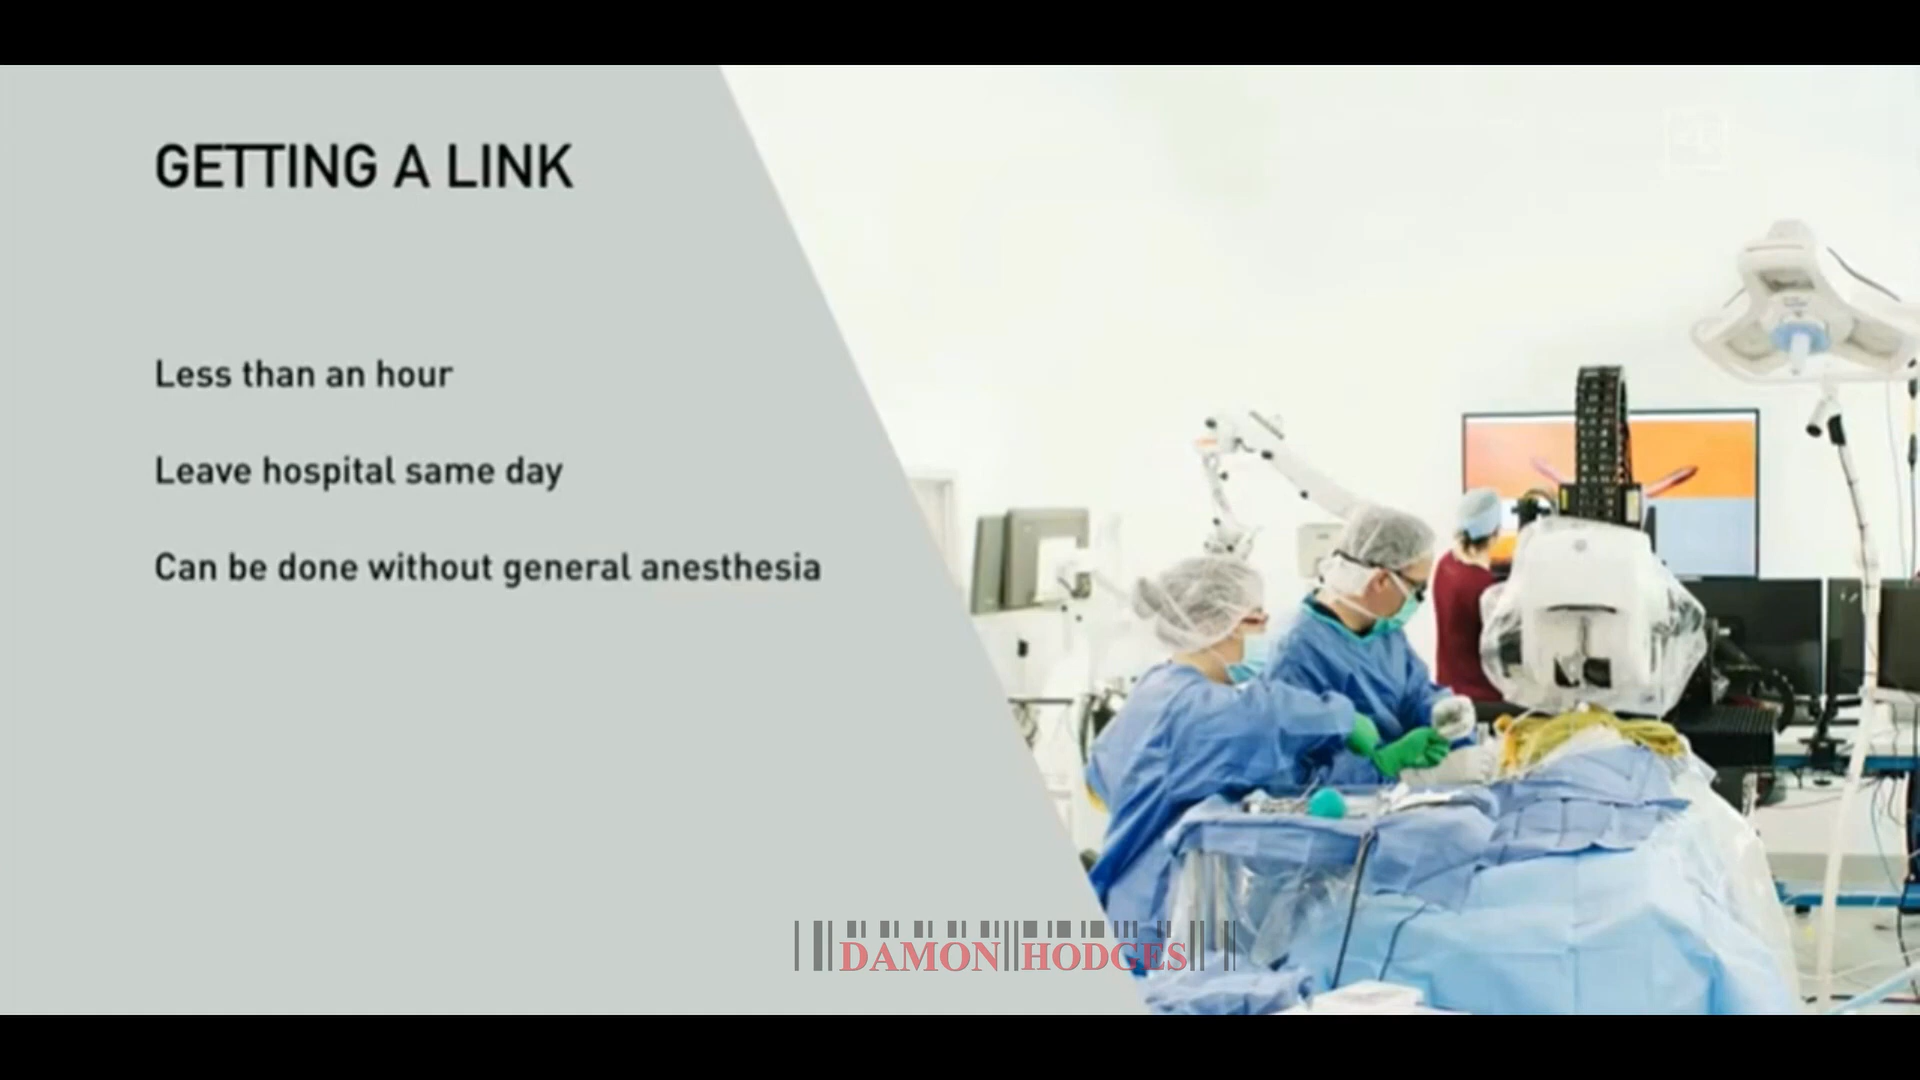 GETTING A LINK
Less than an hour
Leave hospital same day
Can be done without general anesthesia
DAMON HODGES